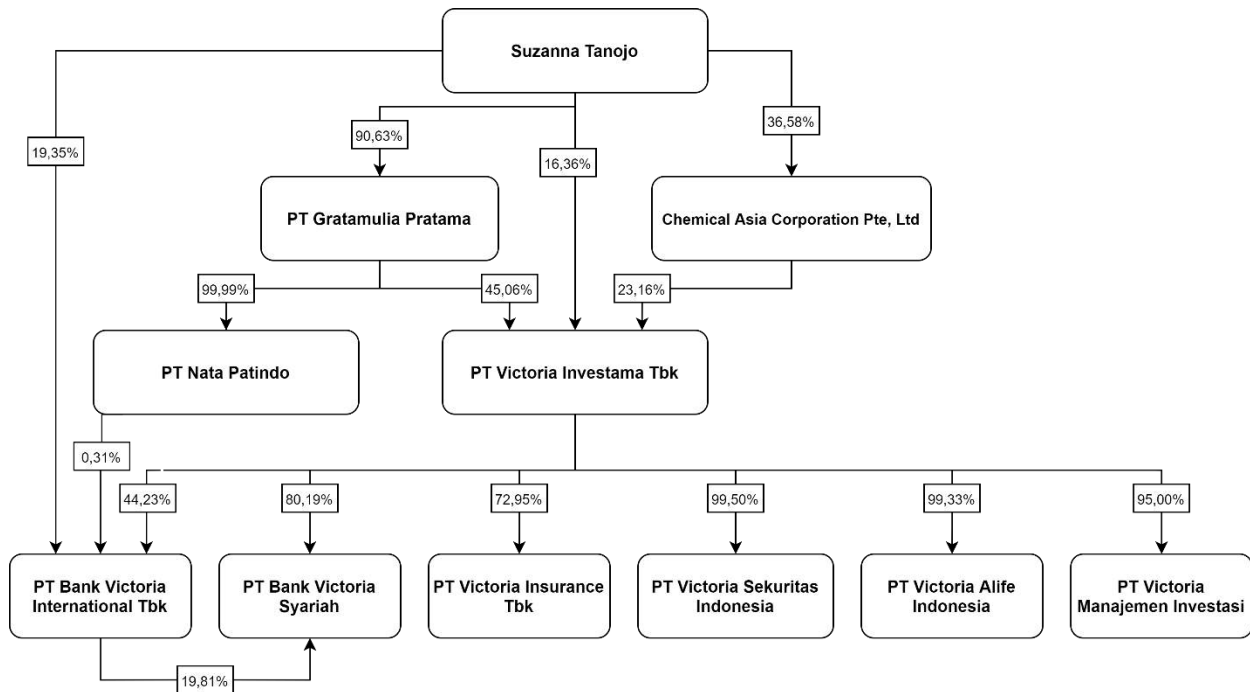 Suzanna Tanojo
90,63%
36,58%
19,35%
16,36%
PT Gratamulia Pratama
Chemical Asia Corporation Pte, Ltd
99,99%
45,06%
23,16%
PT Nata Patindo
PT Victoria Investama Tbk
0,31%
44,23%
80,19%
72,95%
99,50%
99,33%
95,00%
PT Bank Victoria
International Tbk
PT Bank Victoria
Syariah
PT Victoria Insurance
Tbk
PT Victoria Sekuritas
Indonesia
PT Victoria Alife
Indonesia
PT Victoria
Manajemen Investasi
19,81%